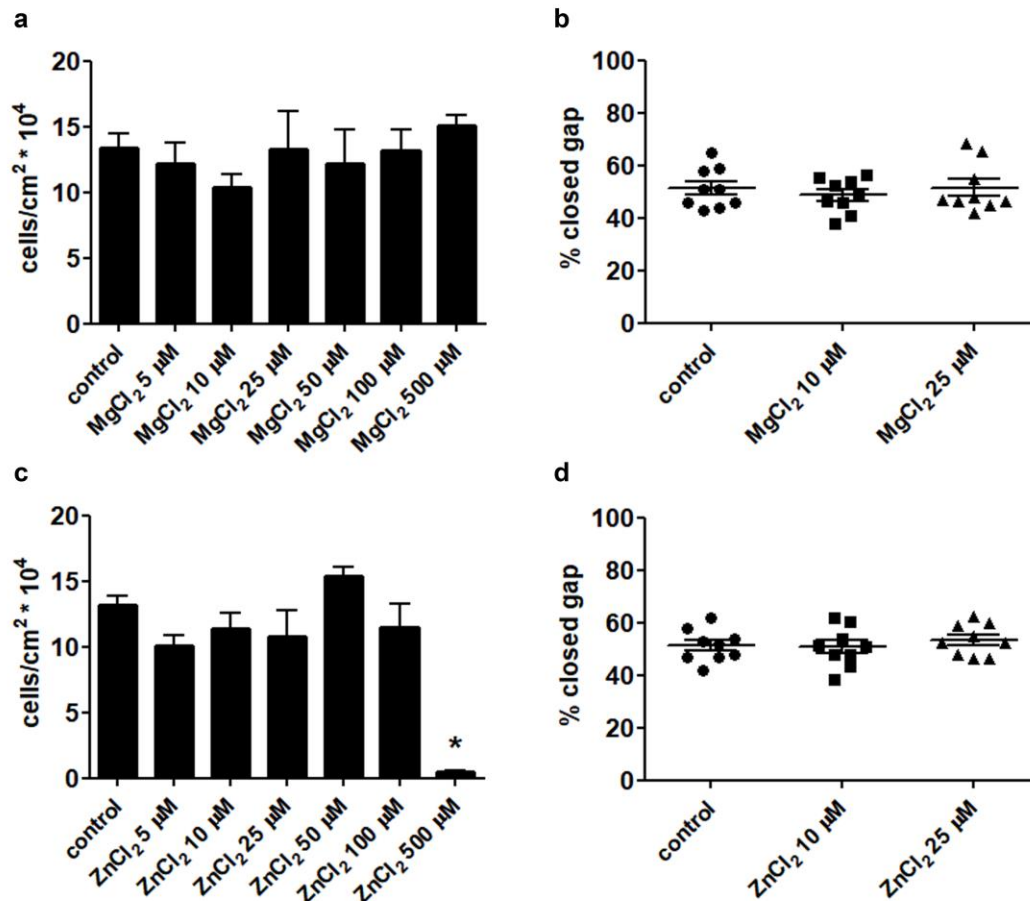 a
cells/cm² * 10⁴
20
15
10
5
0
control
MgCl₂ 5 µM
MgCl₂ 10 µM
MgCl₂ 25 µM
MgCl₂ 50 µM
MgCl₂ 100 µM
MgCl₂ 500 µM
b
% closed gap
100
80
60
40
20
0
control
MgCl₂ 10 µM
MgCl₂ 25 µM
c
cells/cm² * 10⁴
20
15
10
5
0
*
control
ZnCl₂ 5 µM
ZnCl₂ 10 µM
ZnCl₂ 25 µM
ZnCl₂ 50 µM
ZnCl₂ 100 µM
ZnCl₂ 500 µM
d
% closed gap
100
80
60
40
20
0
control
ZnCl₂ 10 µM
ZnCl₂ 25 µM